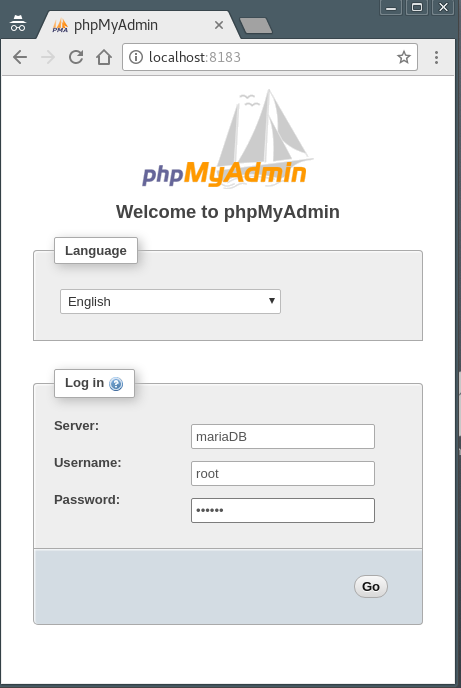 phpMyAdmin
localhost:8183
phpMyAdmin
Welcome to phpMyAdmin
Language
English
Log in
Server:
mariaDB
Username:
root
Password:
••••••
Go